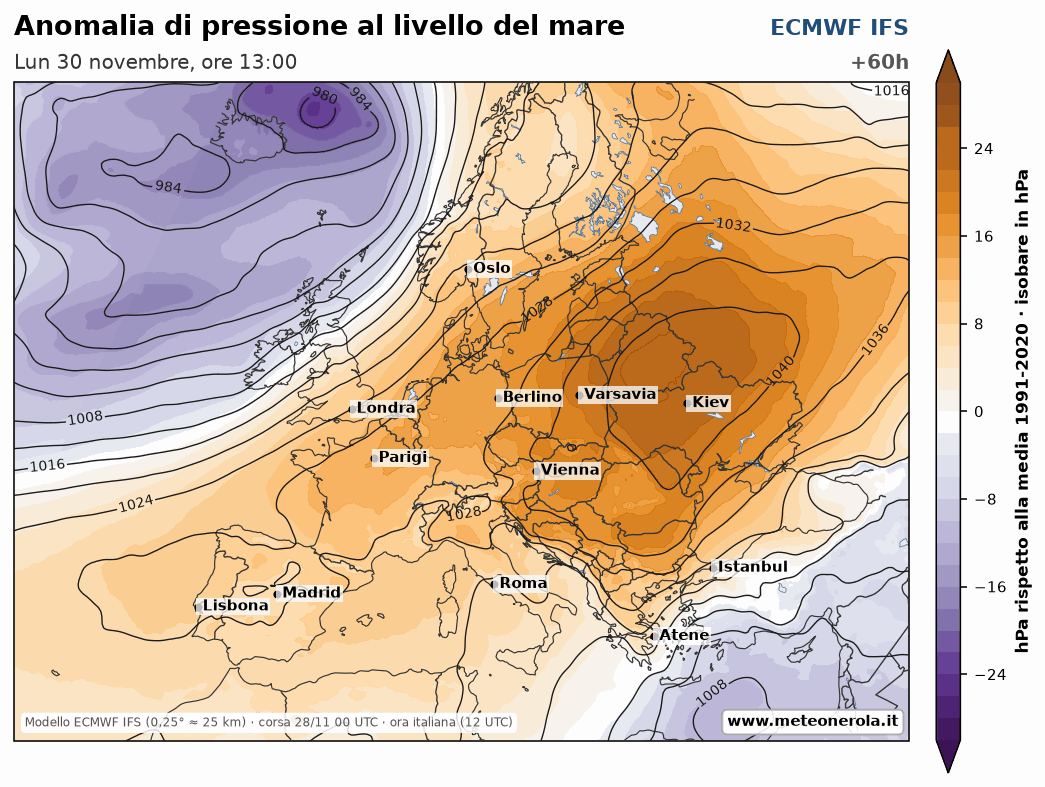 Anomalia di pressione al livello del mare
ECMWF IFS
Lun 30 novembre, ore 13:00
+60h
980
984
1016
984
1032
Oslo
1028
1036
1040
Berlino
Varsavia
Kiev
Londra
1008
Parigi
1016
Vienna
1024
1028
Istanbul
Roma
Madrid
Lisbona
Atene
1008
Modello ECMWF IFS (0,25° ≈ 25 km) · corsa 28/11 00 UTC · ora italiana (12 UTC)
www.meteonerola.it
24
16
8
0
−8
−16
−24
hPa rispetto alla media 1991-2020 · isobare in hPa